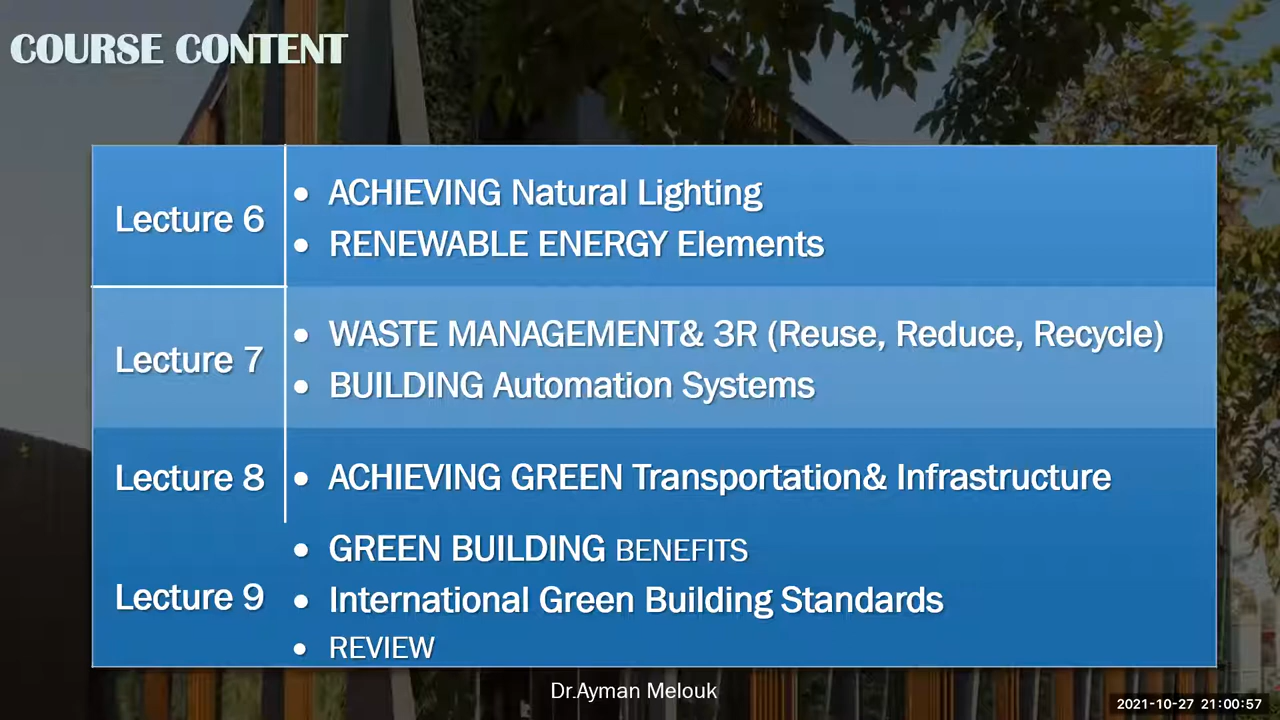 COURSE CONTENT
Lecture 6
• ACHIEVING Natural Lighting
• RENEWABLE ENERGY Elements
Lecture 7
• WASTE MANAGEMENT& 3R (Reuse, Reduce, Recycle)
• BUILDING Automation Systems
Lecture 8
• ACHIEVING GREEN Transportation& Infrastructure
Lecture 9
• GREEN BUILDING BENEFITS
• International Green Building Standards
• REVIEW
Dr.Ayman Melouk
2021-10-27 21:00:57